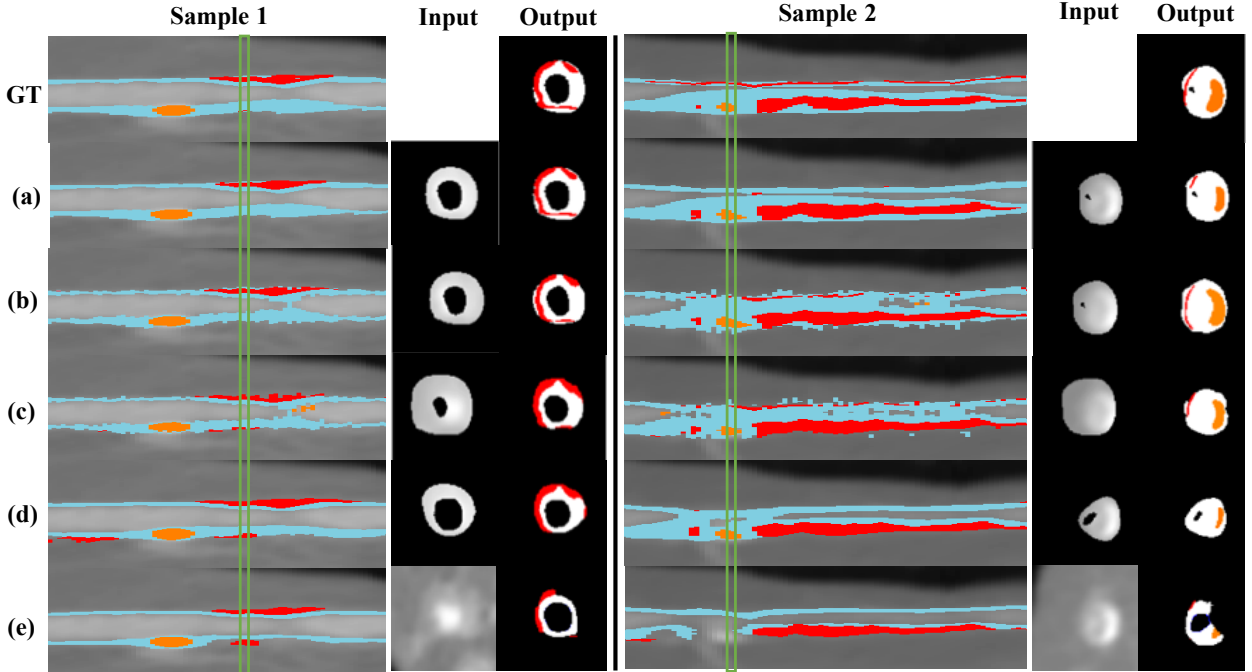 Sample 1 Input Output Sample 2 Input Output
GT
(a)
(b)
(c)
(d)
(e)